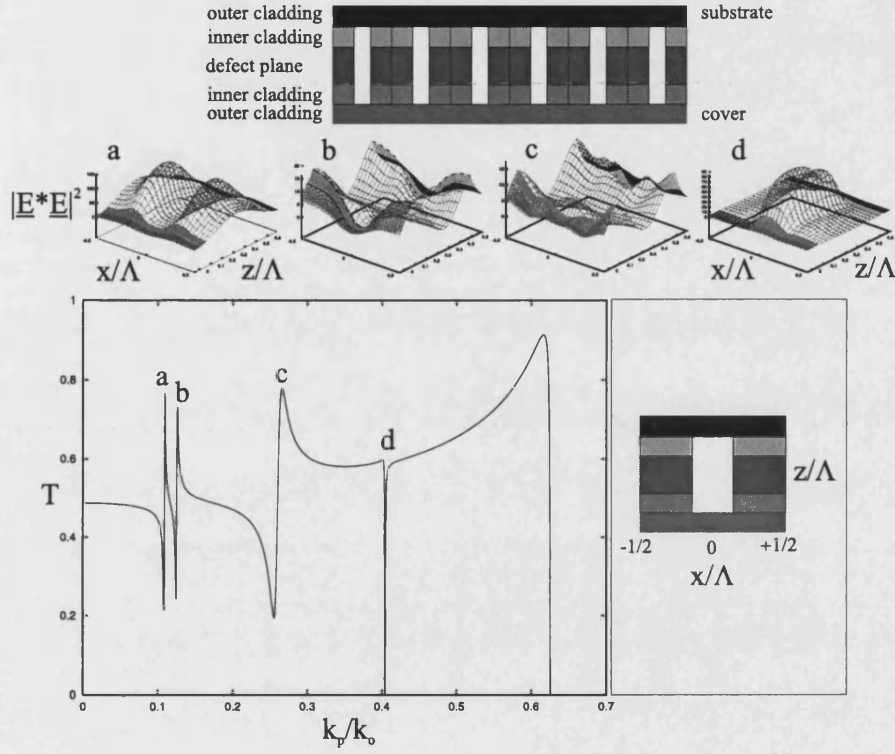 outer cladding
substrate
inner cladding
defect plane
inner cladding
outer cladding
cover
a b c d
|E*E|²
x/Λ z/Λ x/Λ z/Λ
1
0.8
0.6
0.4
0.2
0
a
b
c
d
T
0 0.1 0.2 0.3 0.4 0.5 0.6 0.7
kp/ko
z/Λ
-1/2 0 +1/2
x/Λ